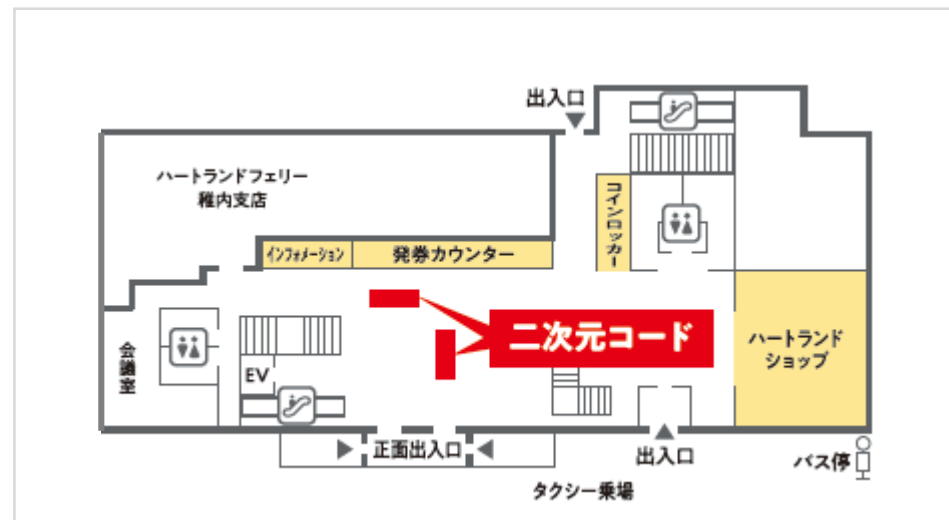 出入口
ハートランドフェリー
稚内支店
コインロッカー
インフォメーション
発券カウンター
二次元コード
ハートランド
ショップ
会議室
EV
正面出入口
出入口
バス停
タクシー乗場